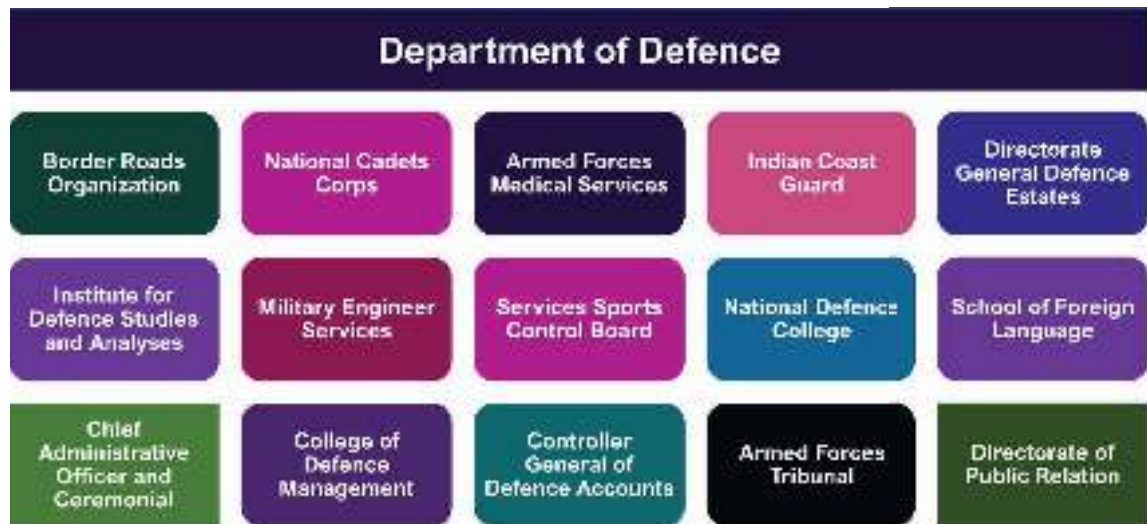 Department of Defence
Border Roads
Organization
National Cadets
Corps
Armed Forces
Medical Services
Indian Coast
Guard
Directorate
General Defence
Estates
Institute for
Defence Studies
and Analyses
Military Engineer
Services
Services Sports
Control Board
National Defence
College
School of Foreign
Language
Chief
Administrative
Officer and
Ceremonial
College of
Defence
Management
Controller
General of
Defence Accounts
Armed Forces
Tribunal
Directorate of
Public Relation